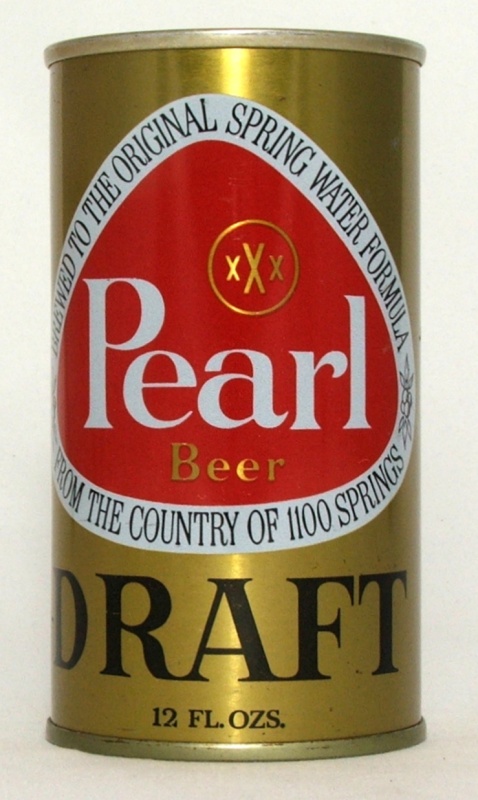 BREWED TO THE ORIGINAL SPRING WATER FORMULA
xXx
Pearl
Beer
FROM THE COUNTRY OF 1100 SPRINGS
DRAFT
12 FL. OZS.